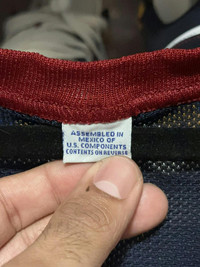 ASSEMBLED IN
MEXICO OF
U.S. COMPONENTS
CONTENTS ON REVERSE